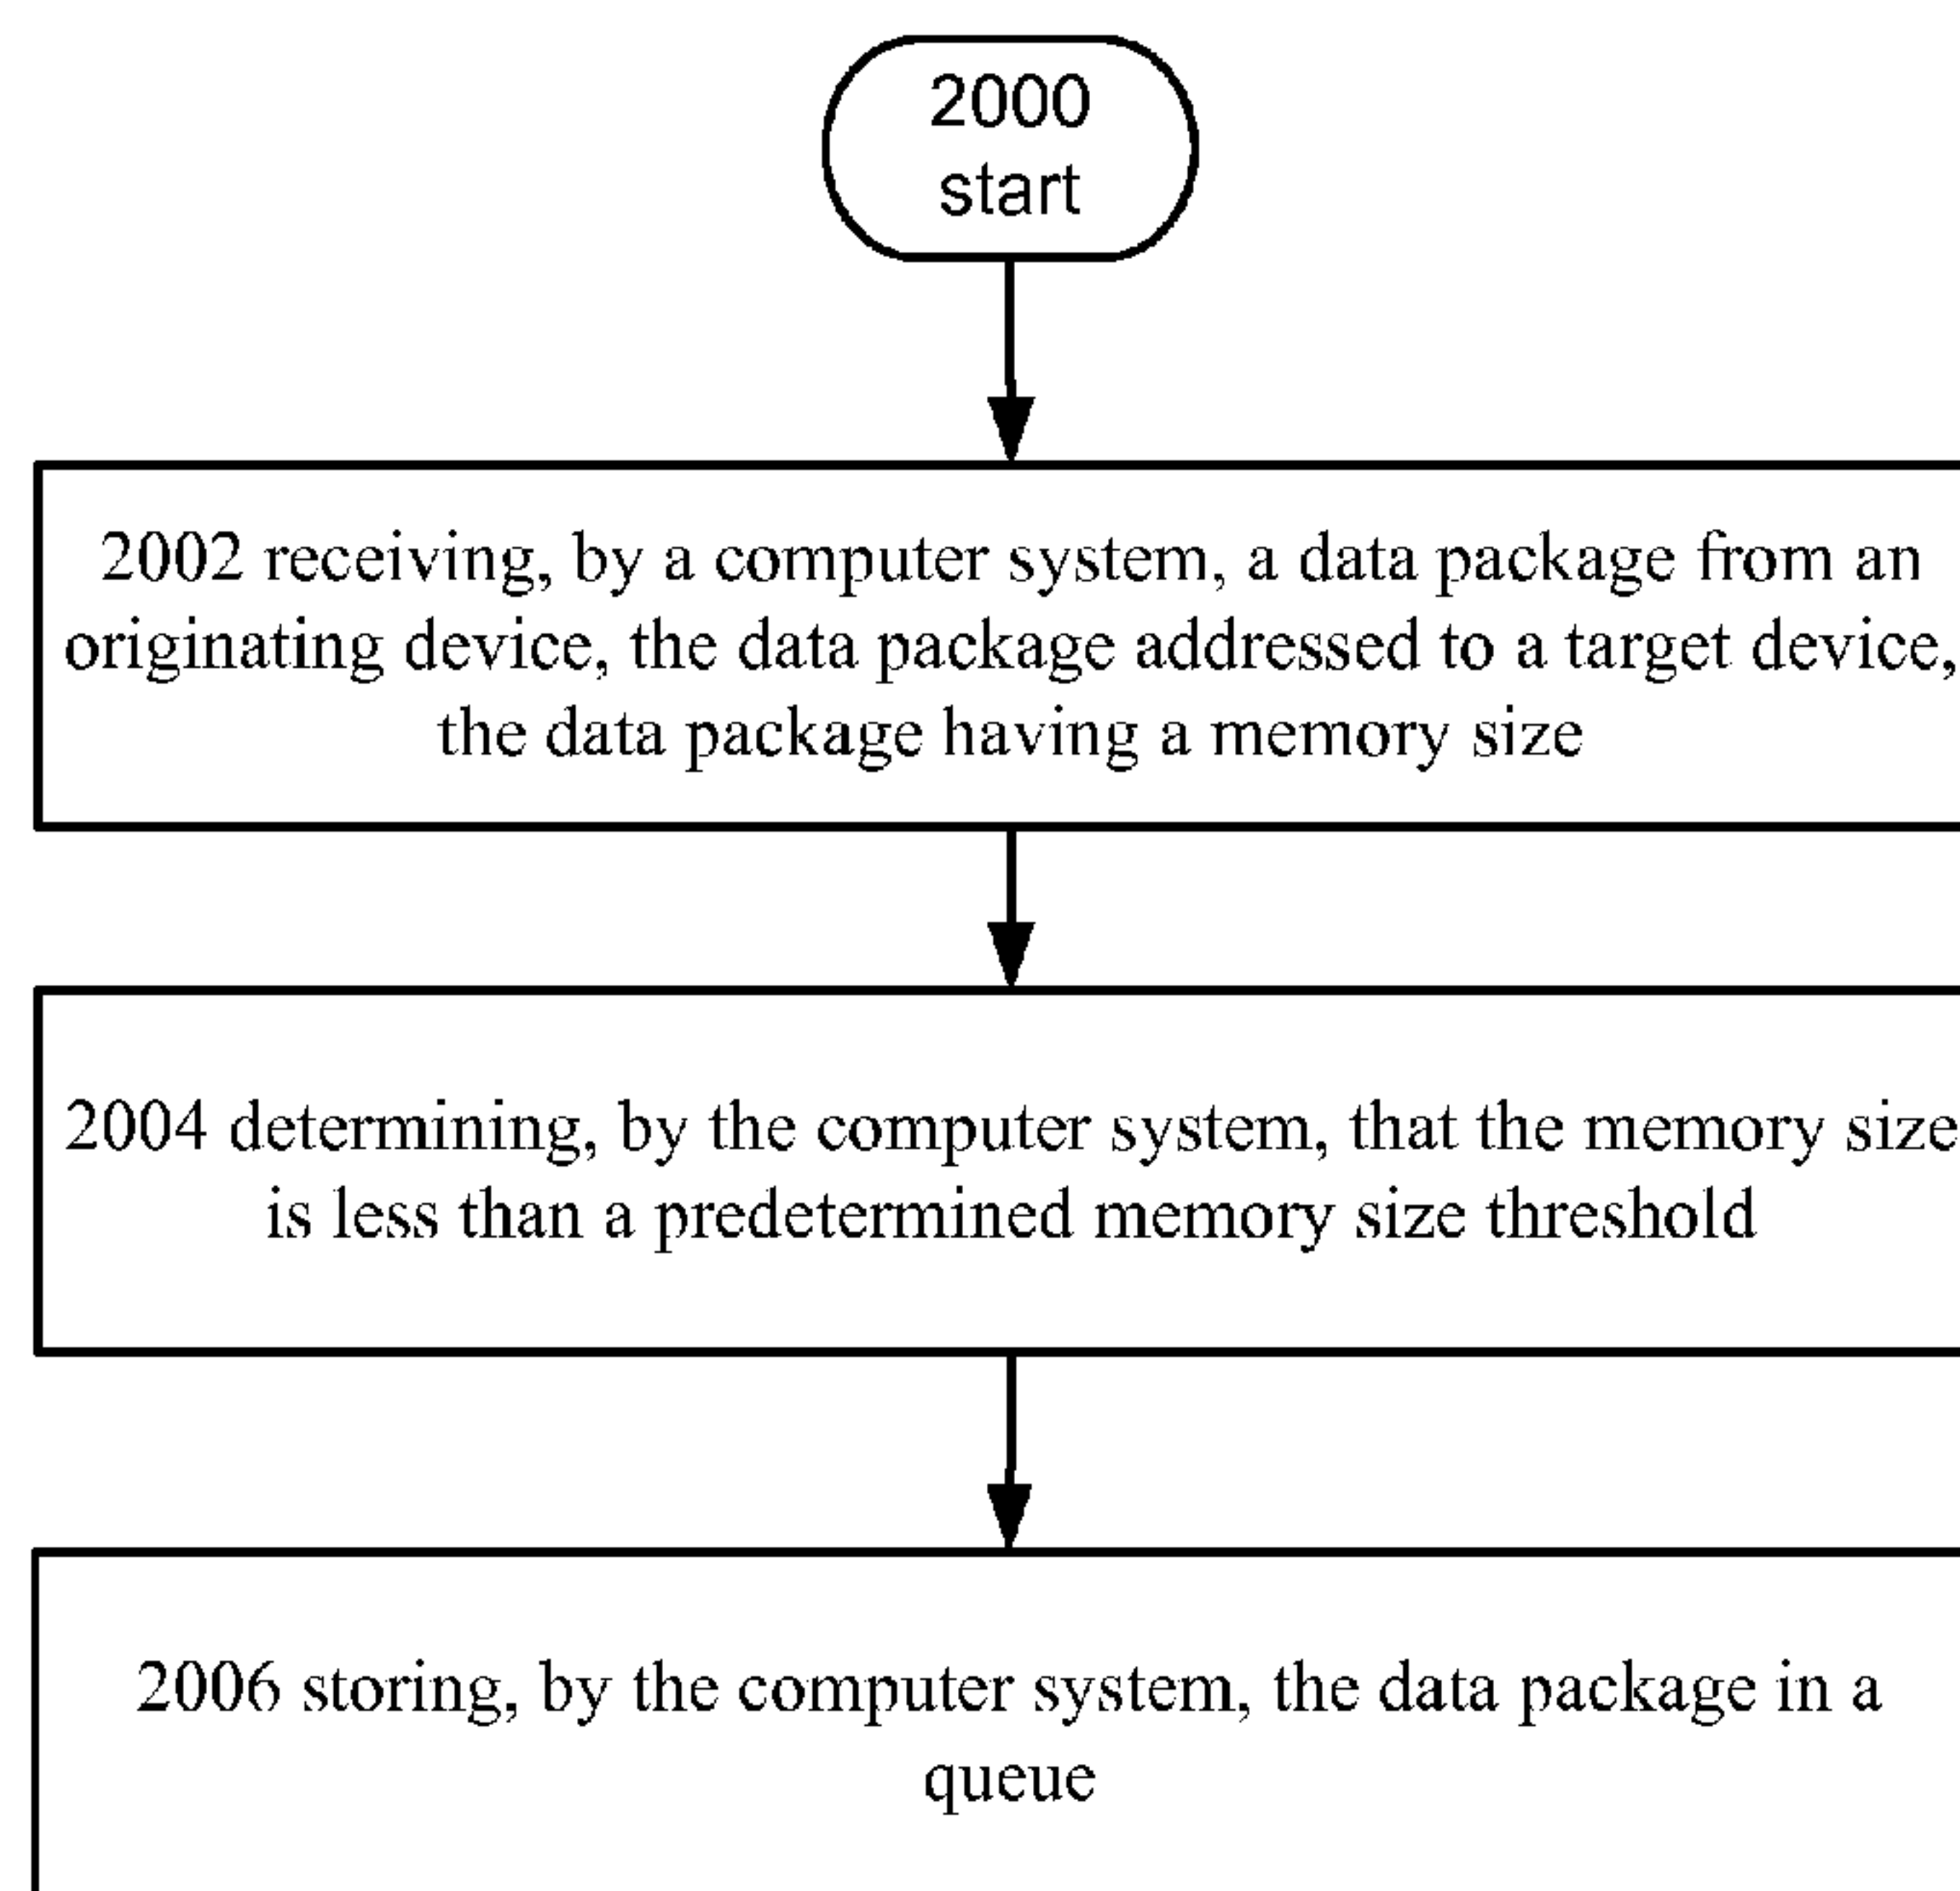 2000
start
2002 receiving, by a computer system, a data package from an
originating device, the data package addressed to a target device,
the data package having a memory size
2004 determining, by the computer system, that the memory size
is less than a predetermined memory size threshold
2006 storing, by the computer system, the data package in a
queue